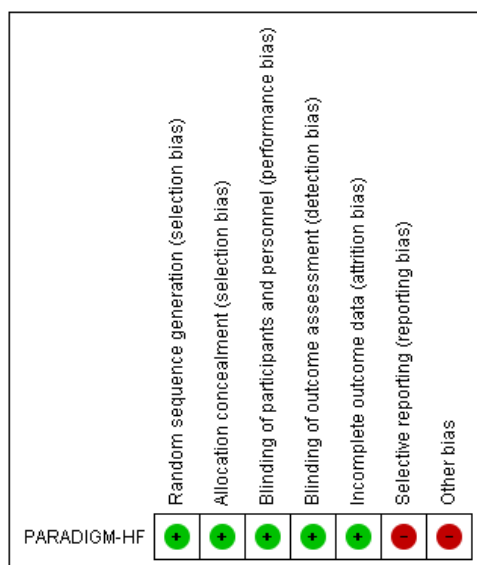 Random sequence generation (selection bias)
Allocation concealment (selection bias)
Blinding of participants and personnel (performance bias)
Blinding of outcome assessment (detection bias)
Incomplete outcome data (attrition bias)
Selective reporting (reporting bias)
Other bias
PARADIGM-HF + + + + + - -